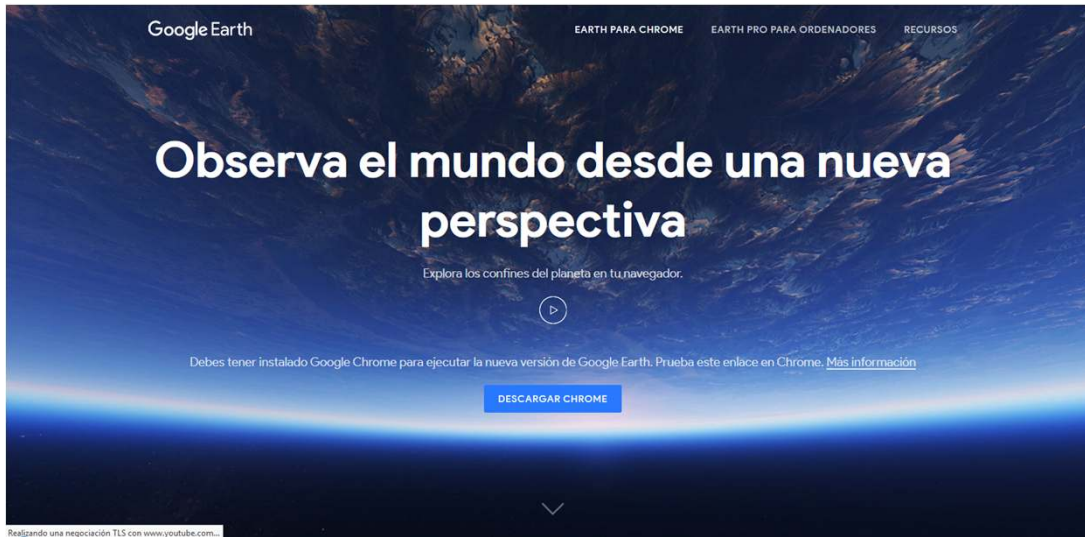 Google Earth
EARTH PARA CHROME
EARTH PRO PARA ORDENADORES
RECURSOS
Observa el mundo desde una nueva
perspectiva
Explora los confines del planeta en tu navegador.
Debes tener instalado Google Chrome para ejecutar la nueva versión de Google Earth. Prueba este enlace en Chrome. Más información
DESCARGAR CHROME
Realizando una negociación TLS con www.youtube.com...